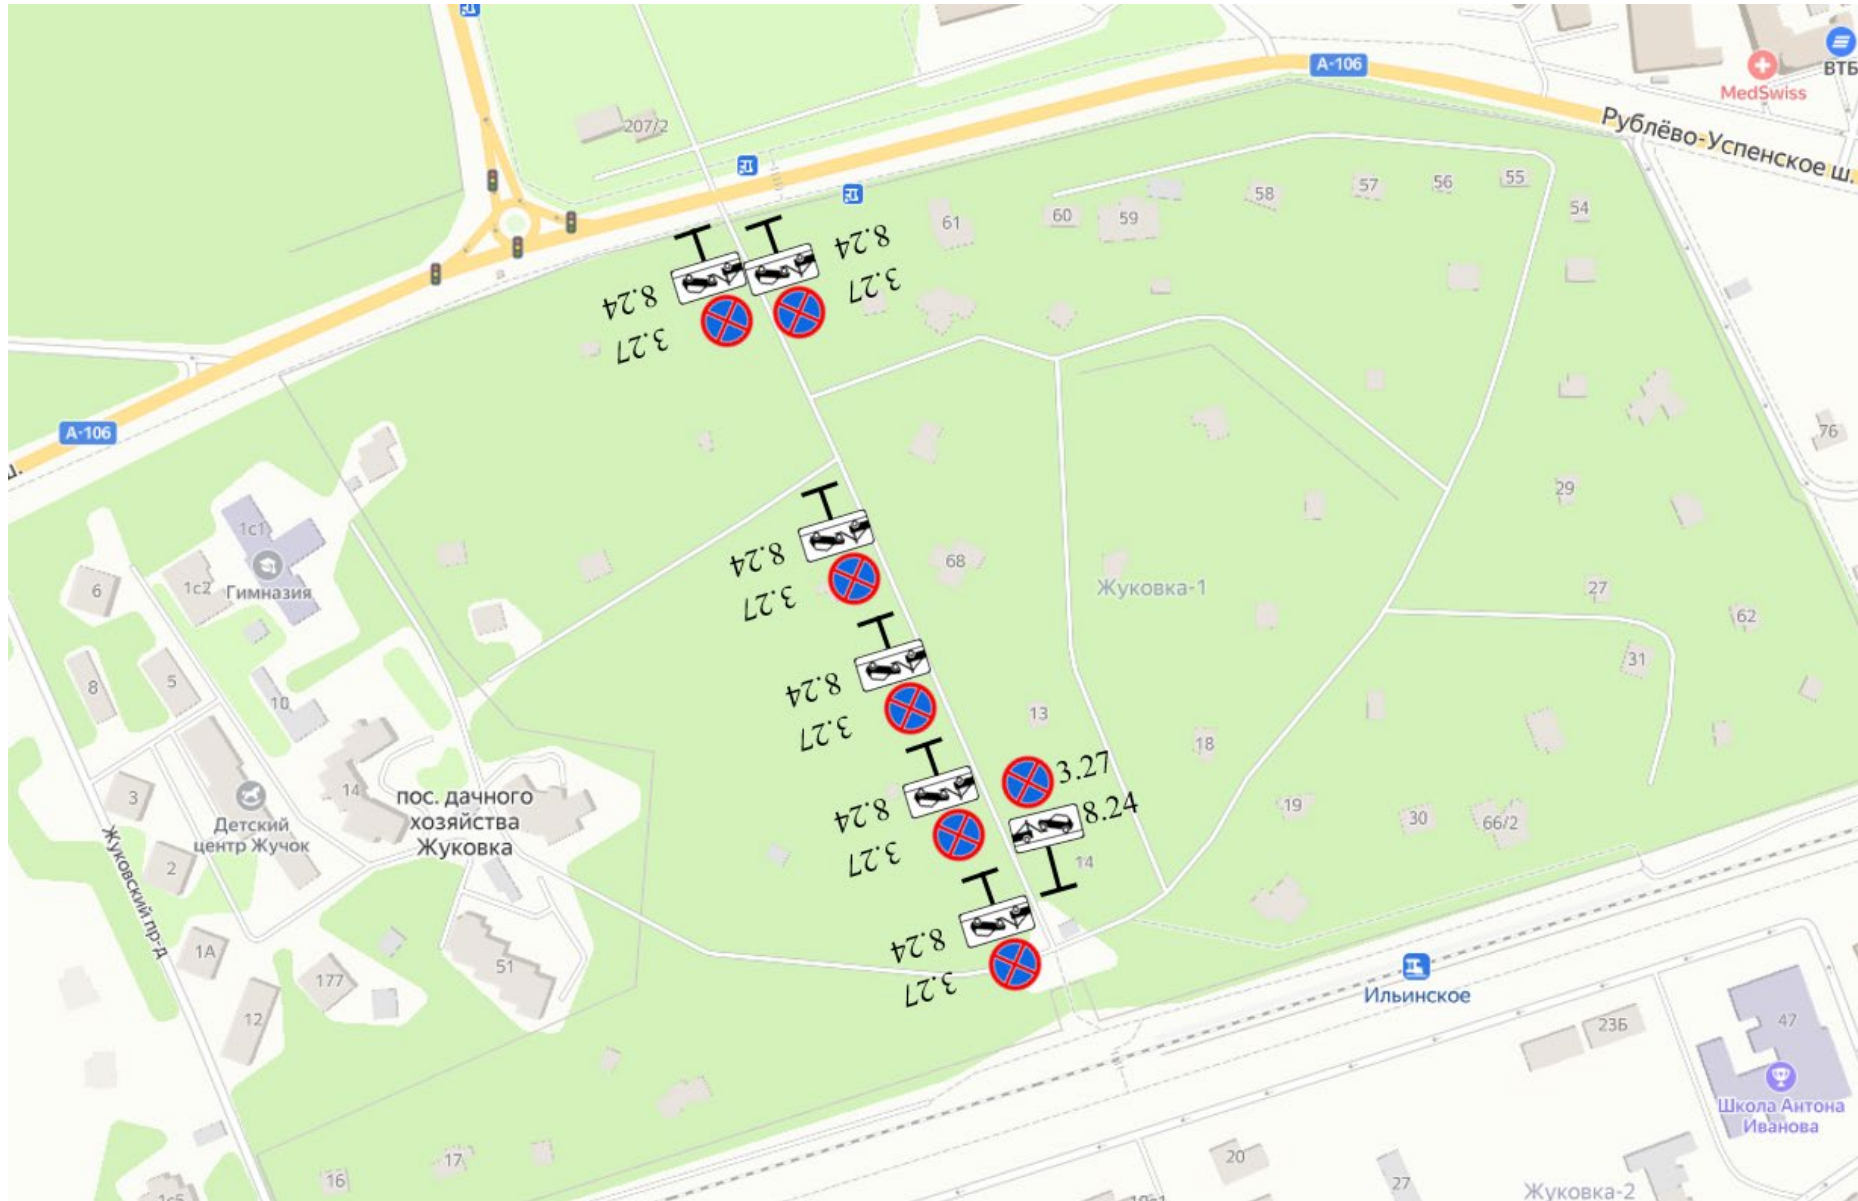 А-106
Рублёво-Успенское ш.
MedSwiss
ВТБ
207/2
61
60
59
58
57
56
55
54
8.24
3.27
8.24
3.27
А-106
ш.
76
29
1с1
Гимназия
1с2
6
8
5
10
8.24
3.27
68
Жуковка-1
27
62
31
8.24
3.27
13
18
3.27
8.24
14
19
30
66/2
8.24
3.27
3
14
Детский
центр Жучок
пос. дачного
хозяйства
Жуковка
2
Жуковский пр-д
1А
51
177
12
8.24
3.27
Ильинское
23Б
47
Школа Антона
Иванова
16
17
20
27
Жуковка-2